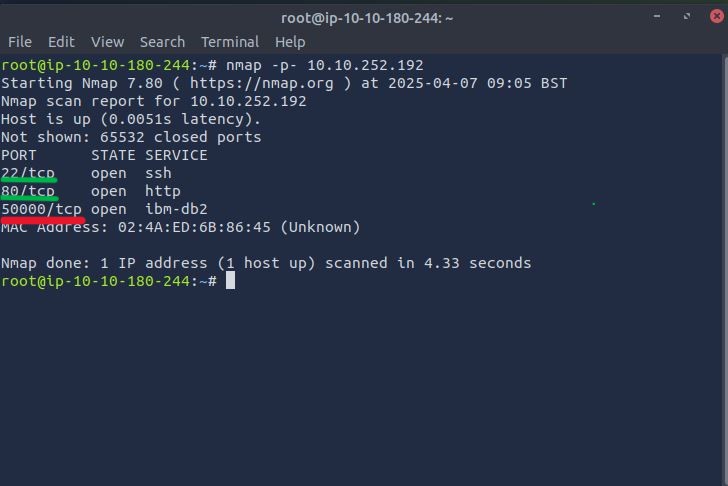 root@ip-10-10-180-244: ~
File Edit View Search Terminal Help
root@ip-10-10-180-244:~# nmap -p- 10.10.252.192
Starting Nmap 7.80 ( https://nmap.org ) at 2025-04-07 09:05 BST
Nmap scan report for 10.10.252.192
Host is up (0.0051s latency).
Not shown: 65532 closed ports
PORT      STATE SERVICE
22/tcp    open  ssh
80/tcp    open  http
50000/tcp open  ibm-db2
MAC Address: 02:4A:ED:6B:86:45 (Unknown)
Nmap done: 1 IP address (1 host up) scanned in 4.33 seconds
root@ip-10-10-180-244:~#